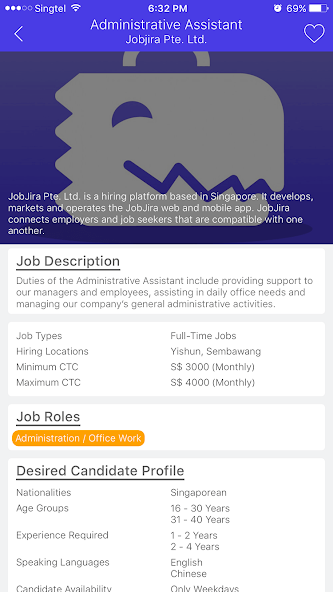 Singtel 6:32 PM 69%
Administrative Assistant
Jobjira Pte. Ltd.
JobJira Pte. Ltd. is a hiring platform based in Singapore. It develops,
markets and operates the JobJira web and mobile app. JobJira
connects employers and job seekers that are compatible with one
another.
Job Description
Duties of the Administrative Assistant include providing support to
our managers and employees, assisting in daily office needs and
managing our company's general administrative activities.
Job Types Full-Time Jobs
Hiring Locations Yishun, Sembawang
Minimum CTC S$ 3000 (Monthly)
Maximum CTC S$ 4000 (Monthly)
Job Roles
Administration / Office Work
Desired Candidate Profile
Nationalities Singaporean
Age Groups 16 - 30 Years
31 - 40 Years
Experience Required 1 - 2 Years
2 - 4 Years
Speaking Languages English
Chinese
Candidate Availability Only Weekdays